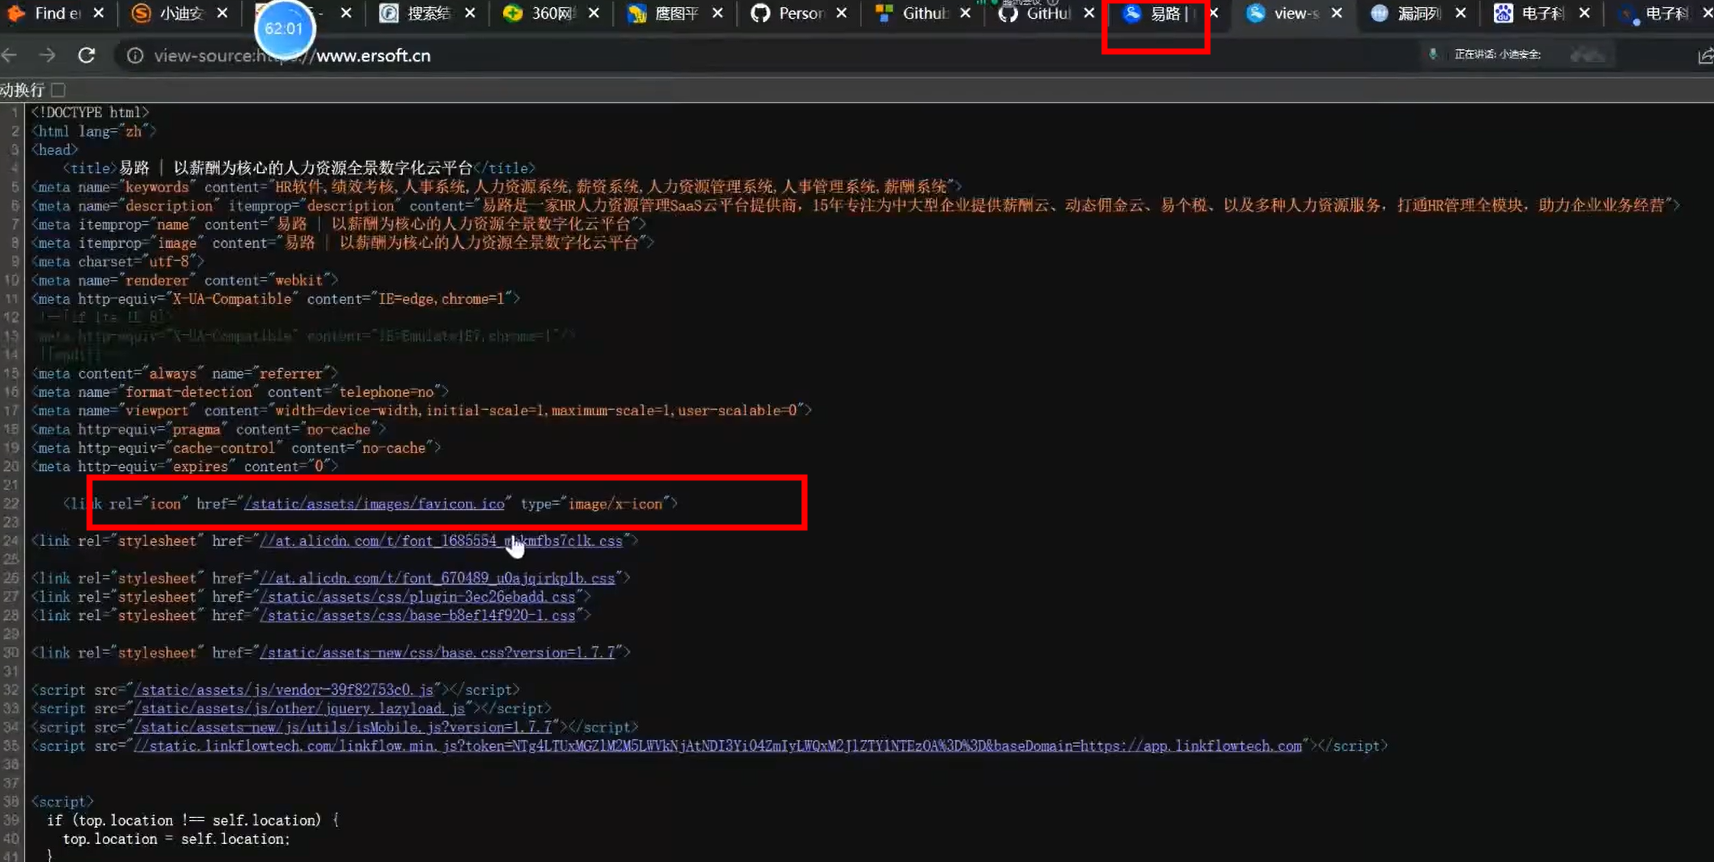 Find e
小迪安
搜索结
360网
鹰图平
Person
Github
GitHu
易路 |
view-s
漏洞列
电子科
电子科
62:01
view-source:https://www.ersoft.cn
正在讲话: 小迪安全;
动换行
1 <!DOCTYPE html>
2 <html lang="zh">
3 <head>
4 <title>易路 | 以薪酬为核心的人力资源全景数字化云平台</title>
5 <meta name="keywords" content="HR软件,绩效考核,人事系统,人力资源系统,薪资系统,人力资源管理系统,人事管理系统,薪酬系统">
6 <meta name="description" itemprop="description" content="易路是一家HR人力资源管理SaaS云平台提供商，15年专注为中大型企业提供薪酬云、动态佣金云、易个税、以及多种人力资源服务，打通HR管理全模块，助力企业业务经营">
7 <meta itemprop="name" content="易路 | 以薪酬为核心的人力资源全景数字化云平台">
8 <meta itemprop="image" content="易路 | 以薪酬为核心的人力资源全景数字化云平台">
9 <meta charset="utf-8">
10 <meta name="renderer" content="webkit">
11 <meta http-equiv="X-UA-Compatible" content="IE=edge,chrome=1">
12 <!--[if lte IE 8]>
13 <meta http-equiv="X-UA-Compatible" content="IE=EmulateIE7,chrome=1"/>
14 <![endif]-->
15 <meta content="always" name="referrer">
16 <meta name="format-detection" content="telephone=no">
17 <meta name="viewport" content="width=device-width,initial-scale=1,maximum-scale=1,user-scalable=0">
18 <meta http-equiv="pragma" content="no-cache">
19 <meta http-equiv="cache-control" content="no-cache">
20 <meta http-equiv="expires" content="0">
21
22 <link rel="icon" href="/static/assets/images/favicon.ico" type="image/x-icon">
23
24 <link rel="stylesheet" href="//at.alicdn.com/t/font_1685554_kmfbs7clk.css">
25
26 <link rel="stylesheet" href="//at.alicdn.com/t/font_670489_u0ajqirkplb.css">
27 <link rel="stylesheet" href="/static/assets/css/plugin-3ec26ebadd.css">
28 <link rel="stylesheet" href="/static/assets/css/base-b8ef14f920-1.css">
29
30 <link rel="stylesheet" href="/static/assets-new/css/base.css?version=1.7.7">
31
32 <script src="/static/assets/js/vendor-39f82753c0.js"></script>
33 <script src="/static/assets/js/other/jquery.lazyload.js"></script>
34 <script src="/static/assets-new/js/utils/isMobile.js?version=1.7.7"></script>
35 <script src="//static.linkflowtech.com/linkflow.min.js?token=NTg4LTUxMGZlM2M5LWVkNjAtNDI3Yi04ZmIyLWQxM2JlZTY1NTEzOA%3D%3D&baseDomain=https://app.linkflowtech.com"></script>
36
37
38 <script>
39 if (top.location !== self.location) {
40 top.location = self.location;
41 }